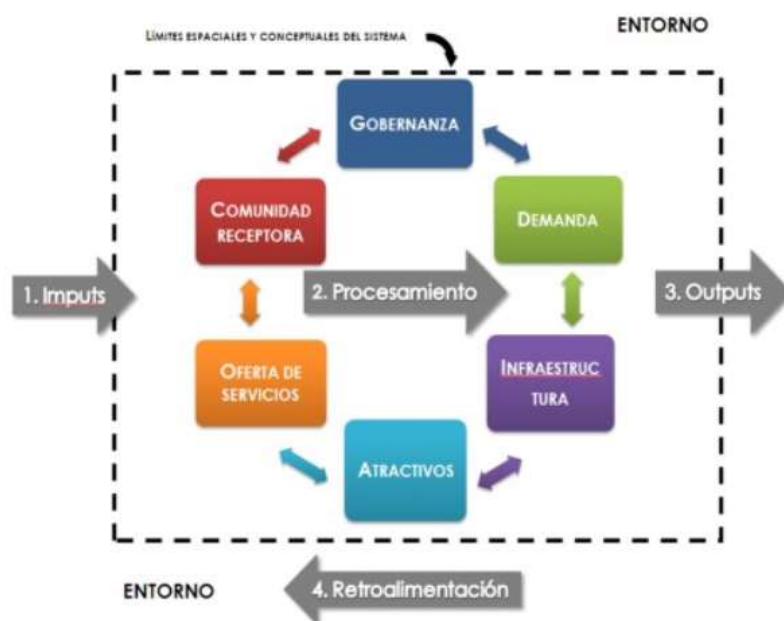 LÍMITES ESPACIALES Y CONCEPTUALES DEL SISTEMA
ENTORNO
GOBERNANZA
COMUNIDAD
RECEPTORA
DEMANDA
1. Imputs
2. Procesamiento
3. Outputs
OFERTA DE
SERVICIOS
INFRAESTRUC
TURA
ATRACTIVOS
ENTORNO
4. Retroalimentación